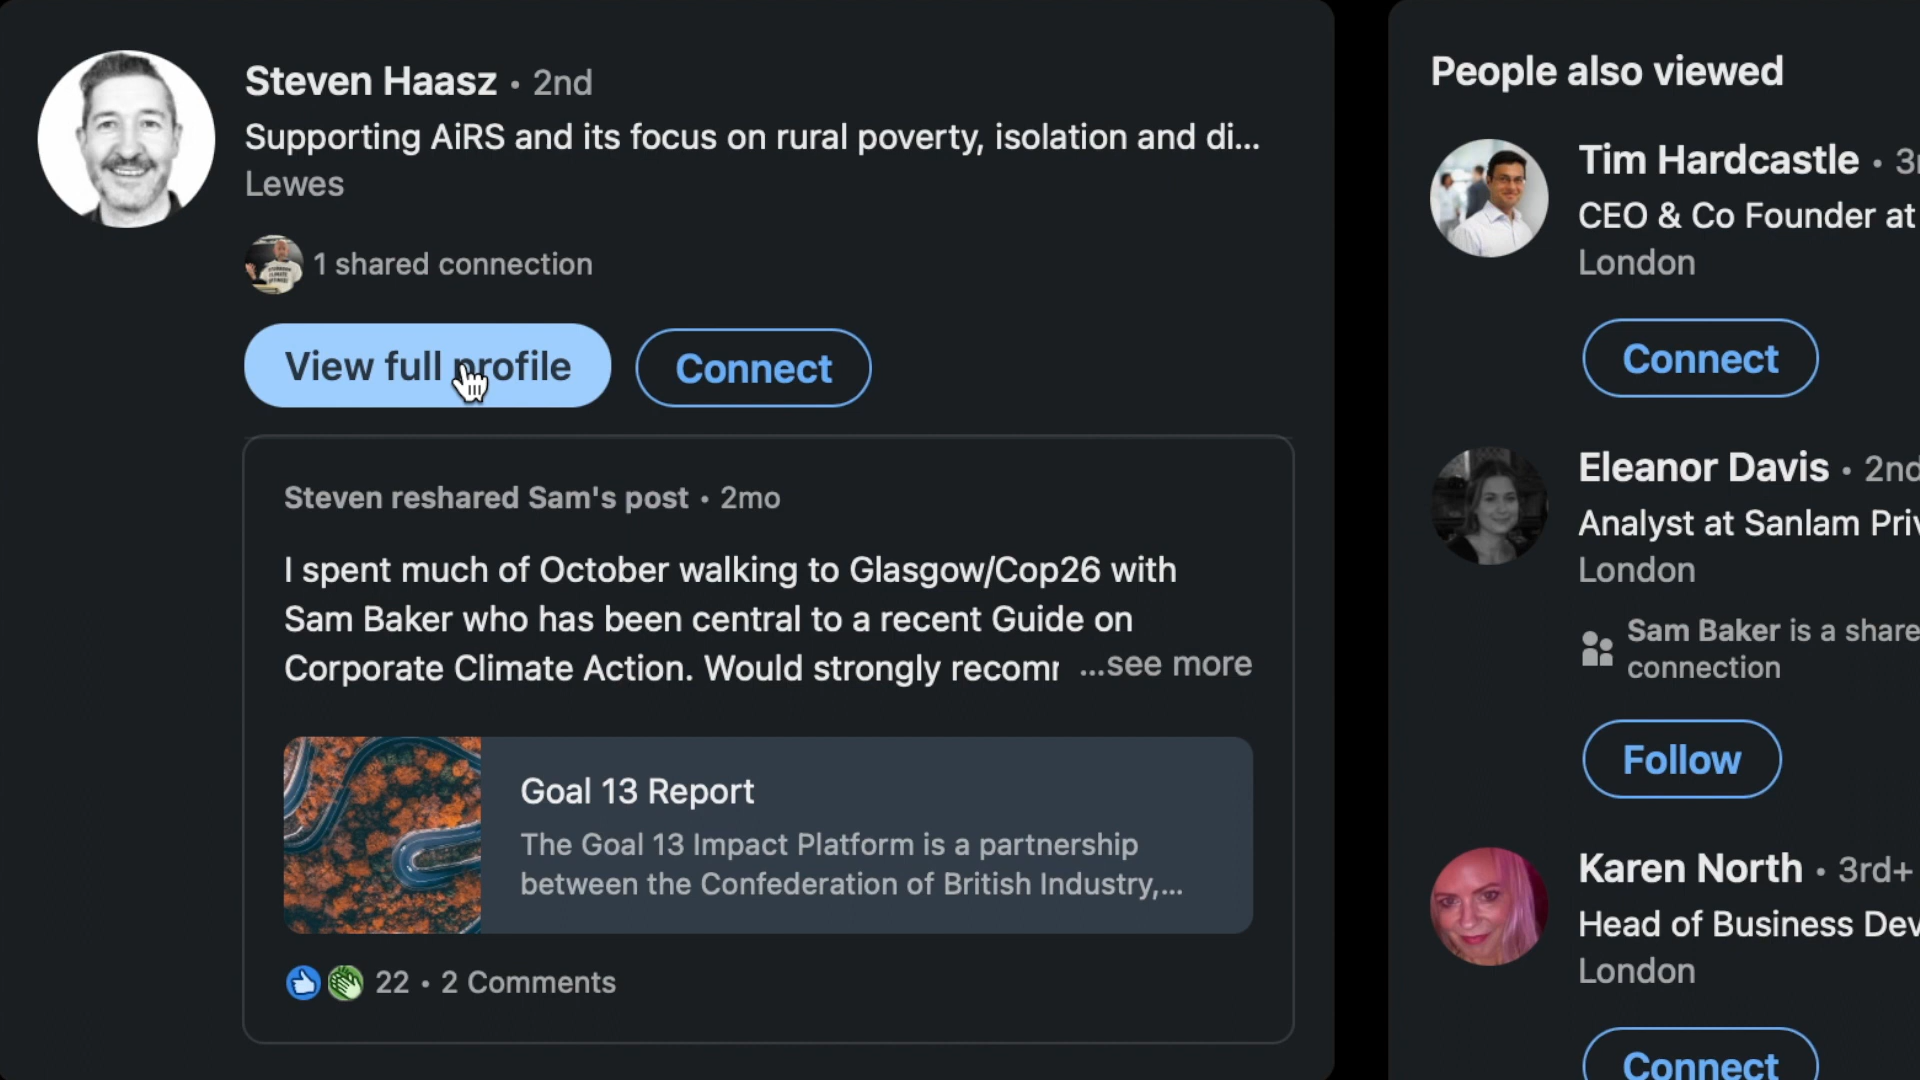 Steven Haasz • 2nd
Supporting AiRS and its focus on rural poverty, isolation and di...
Lewes
1 shared connection
View full profile
Connect
Steven reshared Sam's post • 2mo
I spent much of October walking to Glasgow/Cop26 with
Sam Baker who has been central to a recent Guide on
Corporate Climate Action. Would strongly recomm ...see more
Goal 13 Report
The Goal 13 Impact Platform is a partnership
between the Confederation of British Industry,...
22 • 2 Comments
People also viewed
Tim Hardcastle •
CEO & Co Founder at
London
Connect
Eleanor Davis • 2nd
Analyst at Sanlam Priv
London
Sam Baker is a share
connection
Follow
Karen North • 3rd+
Head of Business Dev
London
Connect